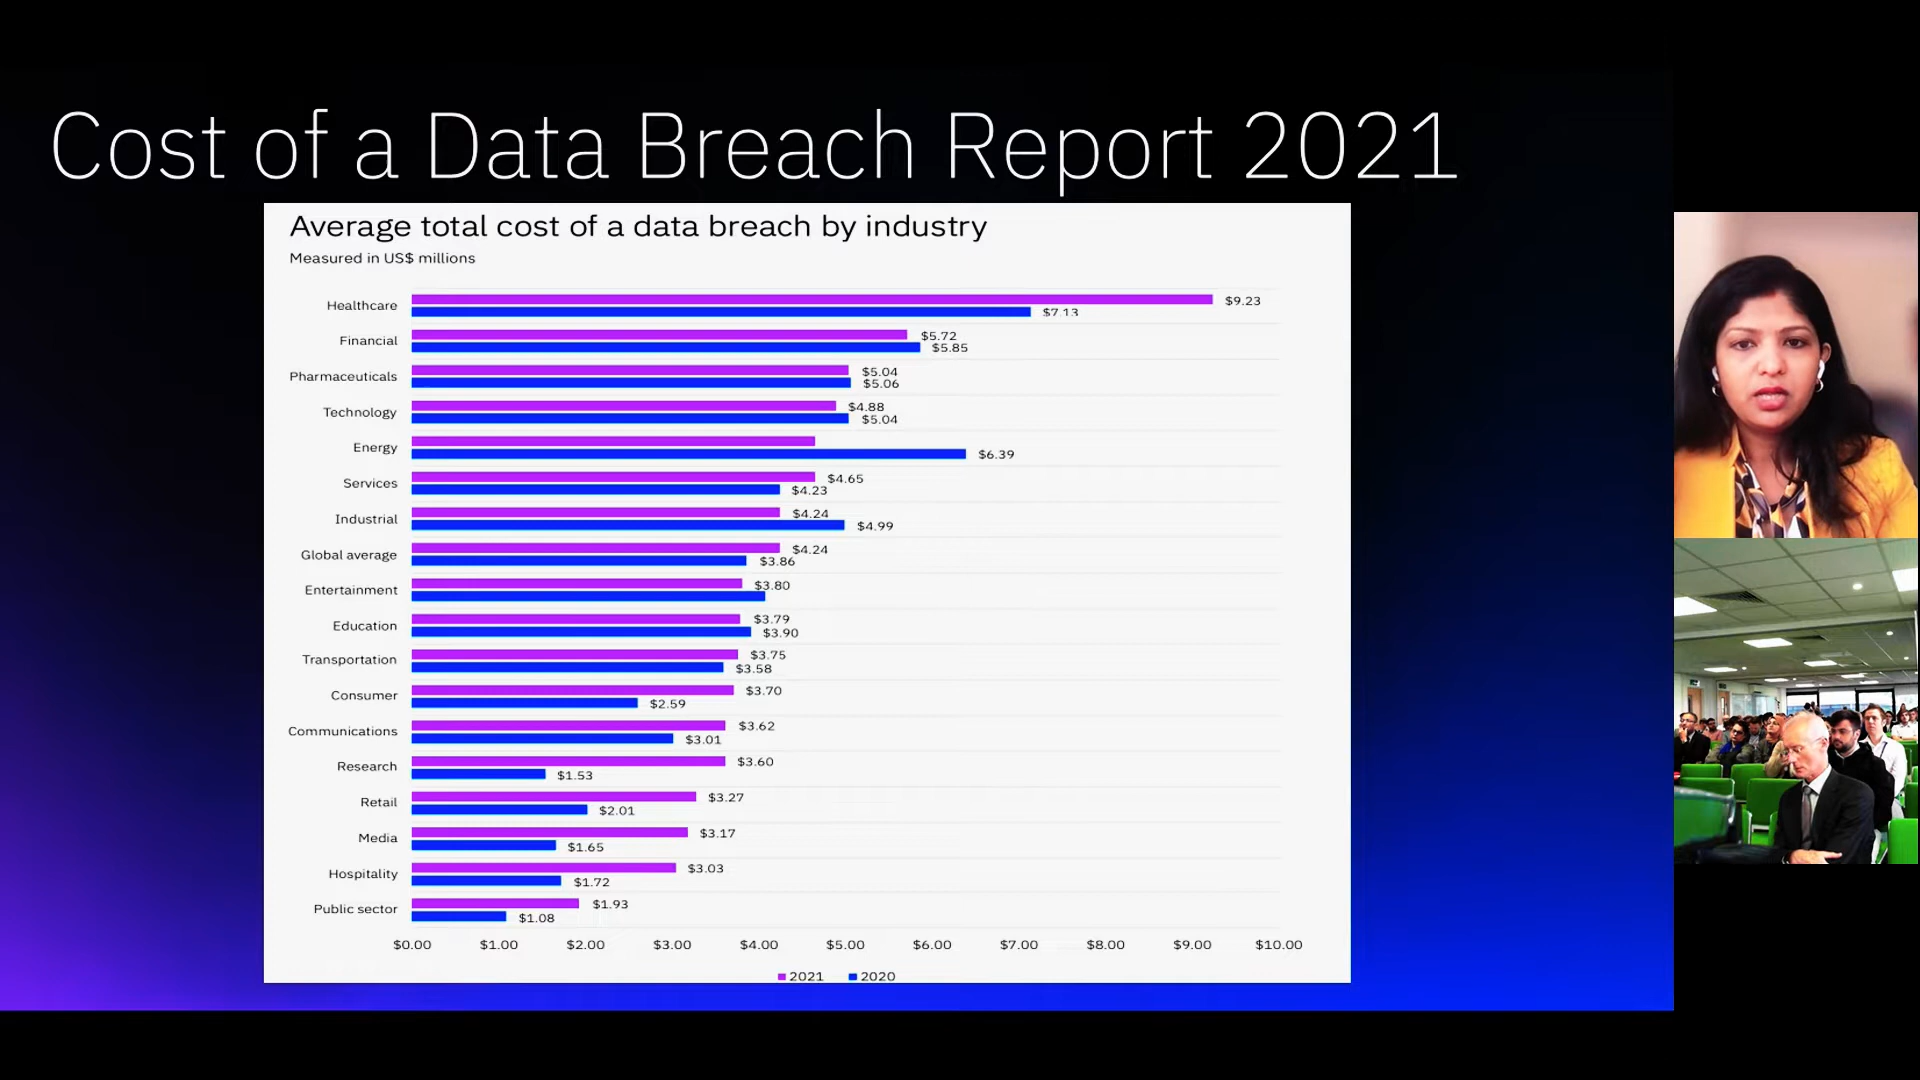 Cost of a Data Breach Report 2021
Average total cost of a data breach by industry
Measured in US$ millions
Healthcare
$9.23
$7.13
Financial
$5.72
$5.85
Pharmaceuticals
$5.04
$5.06
Technology
$4.88
$5.04
Energy
$6.39
Services
$4.65
$4.23
Industrial
$4.24
$4.99
Global average
$4.24
$3.86
Entertainment
$3.80
Education
$3.79
$3.90
Transportation
$3.75
$3.58
Consumer
$3.70
$2.59
Communications
$3.62
$3.01
Research
$3.60
$1.53
Retail
$3.27
$2.01
Media
$3.17
$1.65
Hospitality
$3.03
$1.72
Public sector
$1.93
$1.08
$0.00 $1.00 $2.00 $3.00 $4.00 $5.00 $6.00 $7.00 $8.00 $9.00 $10.00
2021 2020